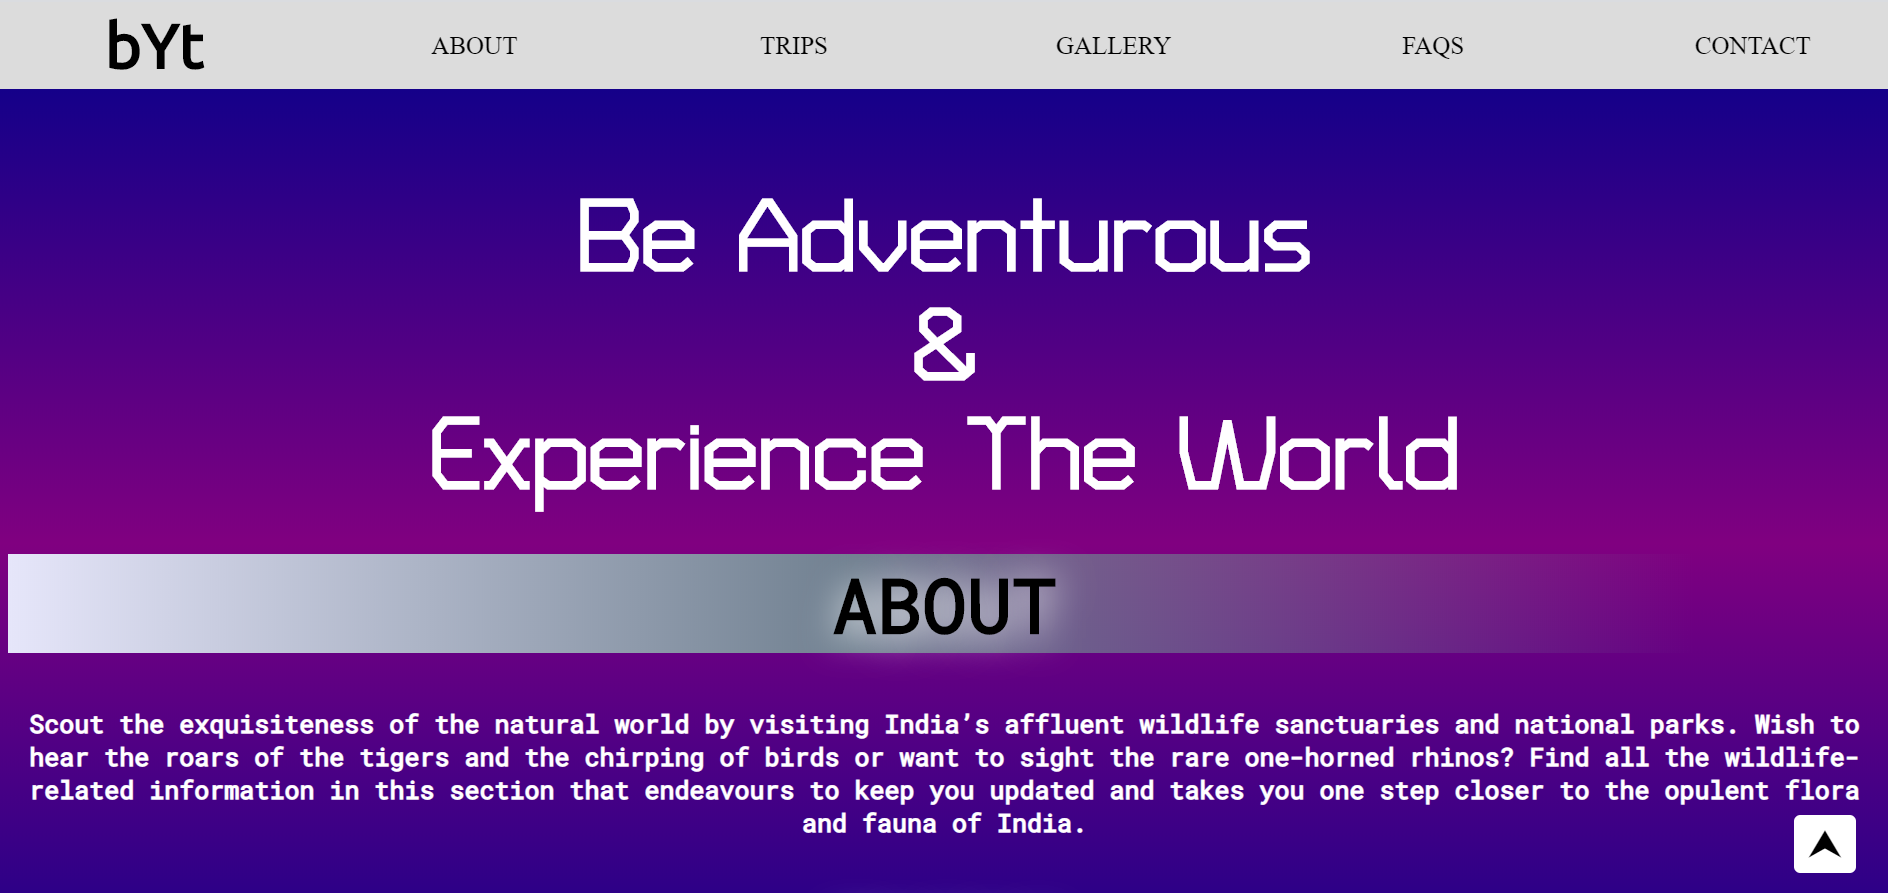 bYt ABOUT TRIPS GALLERY FAQS CONTACT
Be Adventurous
&
Experience The World
ABOUT
Scout the exquisiteness of the natural world by visiting India’s affluent wildlife sanctuaries and national parks. Wish to
hear the roars of the tigers and the chirping of birds or want to sight the rare one-horned rhinos? Find all the wildlife-
related information in this section that endeavours to keep you updated and takes you one step closer to the opulent flora
and fauna of India.